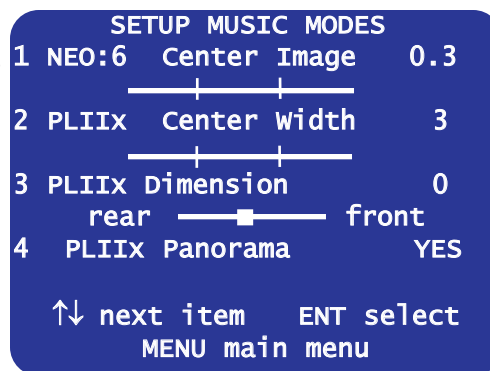 SETUP MUSIC MODES
1 NEO:6 Center Image 0.3
2 PLIIx Center Width 3
3 PLIIx Dimension 0
rear front
4 PLIIx Panorama YES
↑↓ next item ENT select
MENU main menu